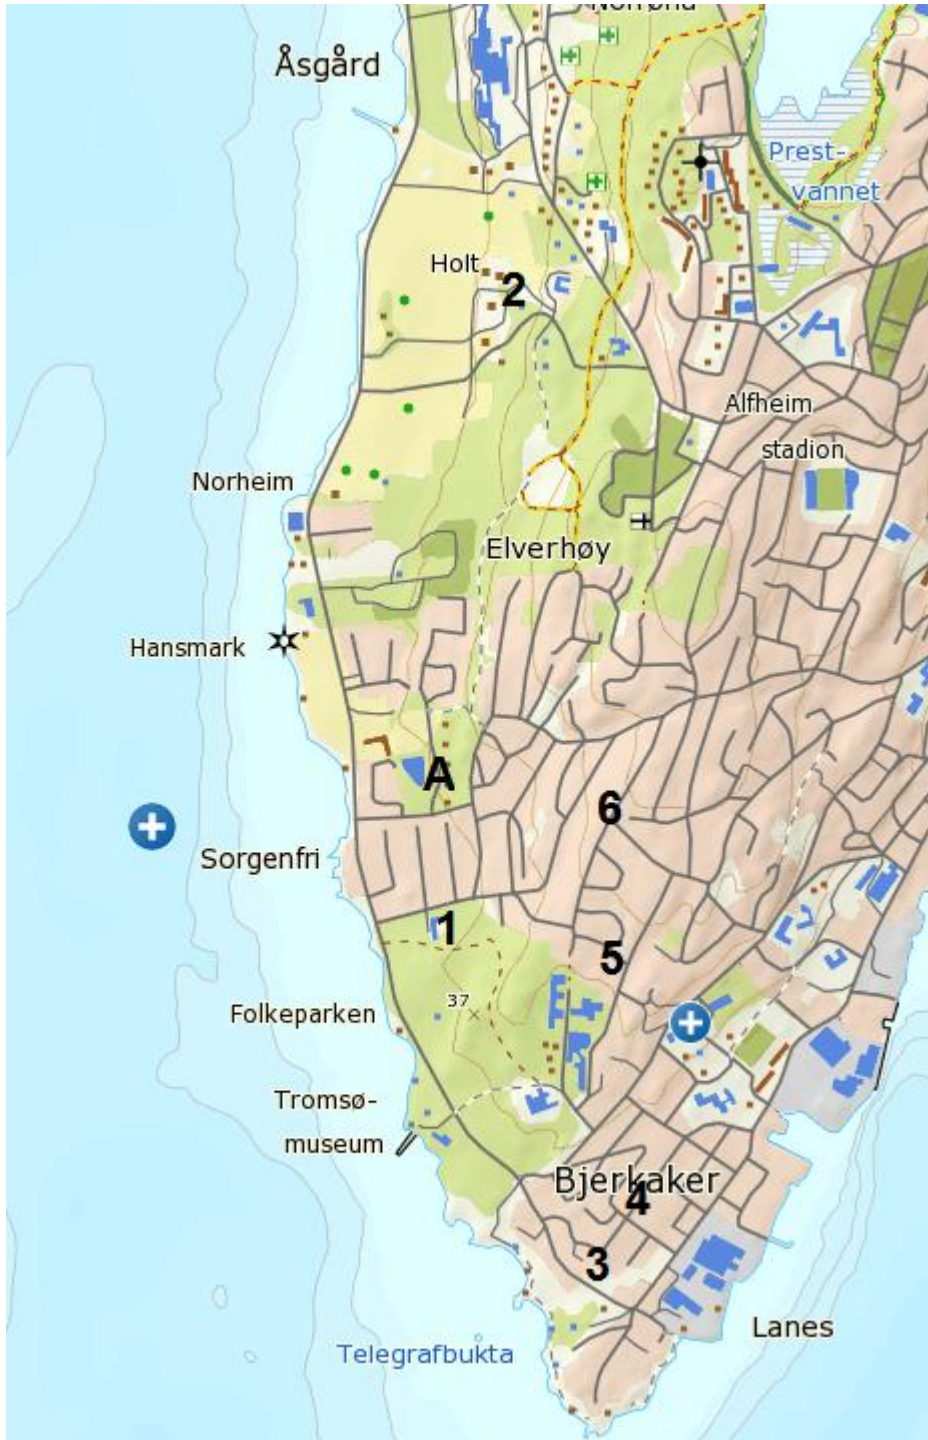 Åsgård
Prest-
vannet
Holt
2
Alfheim
stadion
Norheim
Elverhøy
Hansmark
A
6
Sorgenfri
1
5
37
Folkeparken
Tromsø-
museum
Bjerkaker
4
3
Lanes
Telegrafbukta